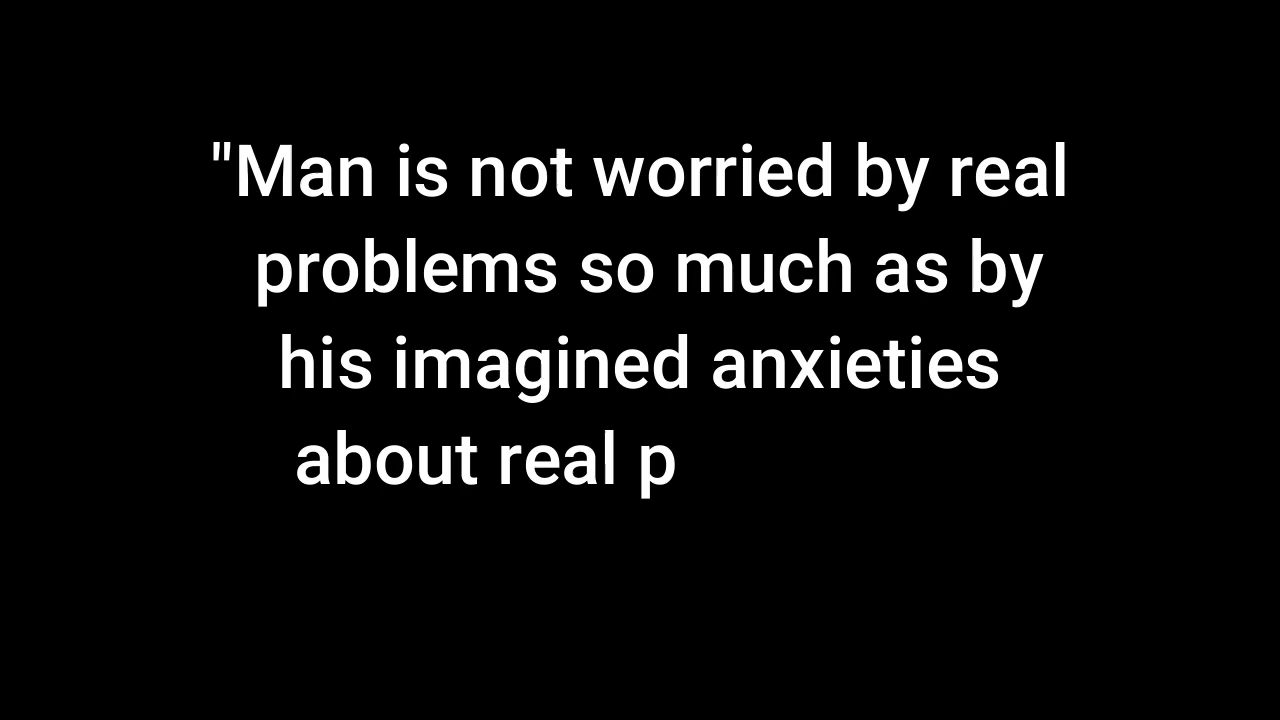 "Man is not worried by real
problems so much as by
his imagined anxieties
about real p